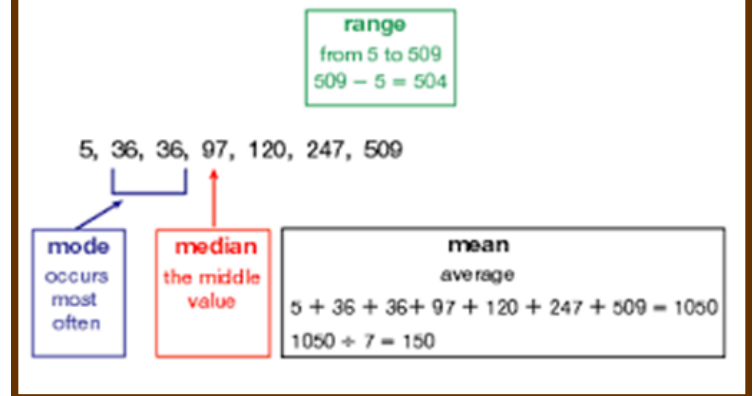 range
from 5 to 509
509 − 5 = 504
5, 36, 36, 97, 120, 247, 509
mode
occurs
most
often
median
the middle
value
mean
average
5 + 36 + 36+ 97 + 120 + 247 + 509 = 1050
1050 ÷ 7 = 150